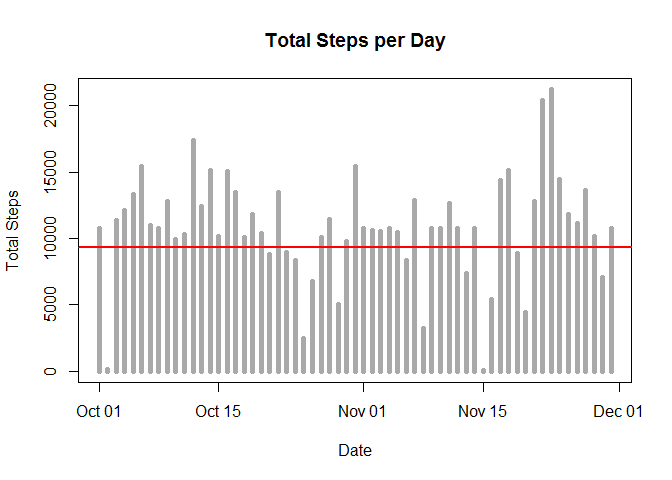 Total Steps per Day
Total Steps
20000
15000
10000
5000
0
Oct 01 Oct 15 Nov 01 Nov 15 Dec 01
Date